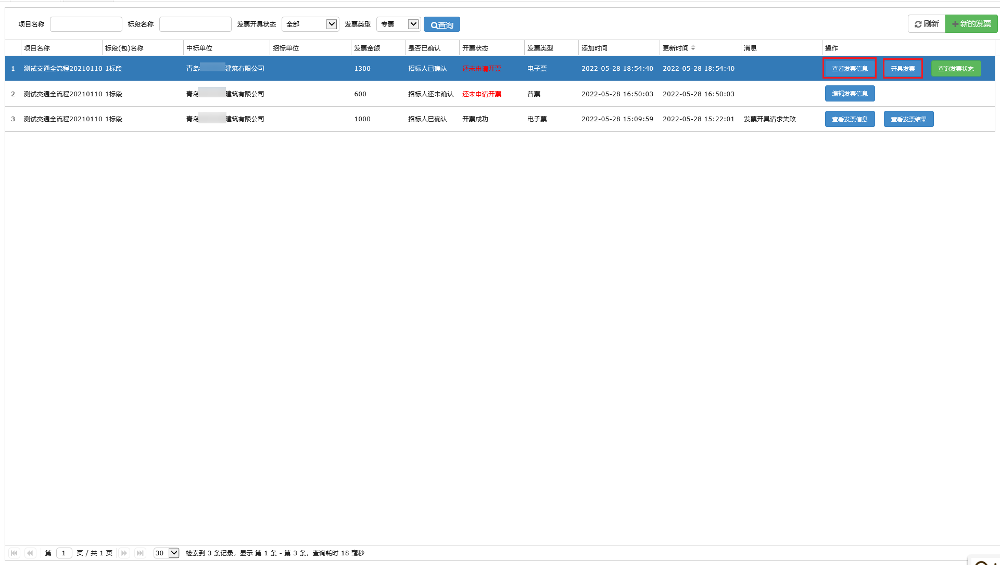 项目名称 标段名称 发票开具状态 全部 发票类型 专票 查询 刷新 新的发票
项目名称 标段(包)名称 中标单位 招标单位 发票金额 是否已确认 开票状态 发票类型 添加时间 更新时间 消息 操作
1 测试交通全流程20210110 1标段 青岛 建筑有限公司 1300 招标人已确认 还未申请开票 电子票 2022-05-28 18:54:40 2022-05-28 18:54:40 查看发票信息 开具发票 查询发票状态
2 测试交通全流程20210110 1标段 青岛 建筑有限公司 600 招标人还未确认 还未申请开票 普票 2022-05-28 16:50:03 2022-05-28 16:50:03 编辑发票信息
3 测试交通全流程20210110 1标段 青岛 建筑有限公司 1000 招标人已确认 开票成功 电子票 2022-05-28 15:09:59 2022-05-28 15:22:01 发票开具请求失败 查看发票信息 查看发票结果
第 1 页 / 共 1 页 30 检索到 3 条记录，显示 第 1 条 - 第 3 条，查询耗时 18 毫秒